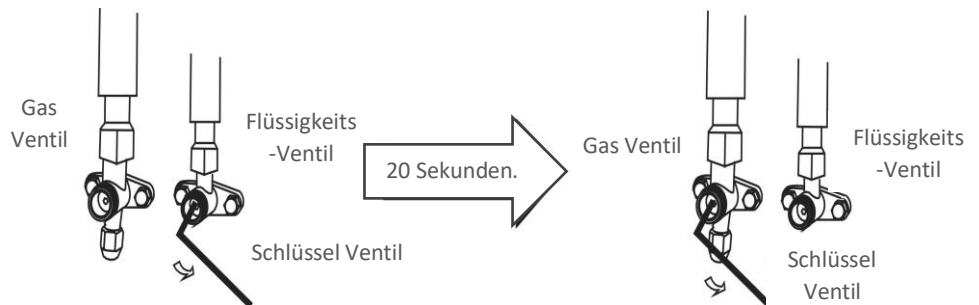 Gas
Ventil
Flüssigkeits
-Ventil
Schlüssel Ventil
20 Sekunden.
Gas Ventil
Flüssigkeits
-Ventil
Schlüssel
Ventil